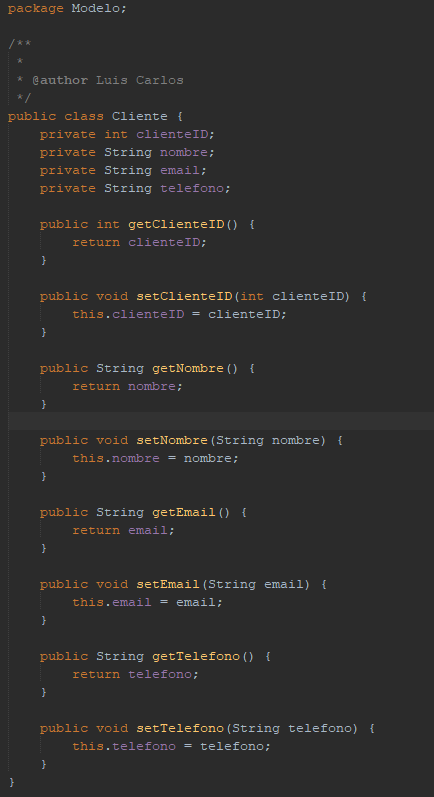 package Modelo;
/**
 *
 * @author Luis Carlos
 */
public class Cliente {
    private int clienteID;
    private String nombre;
    private String email;
    private String telefono;
    public int getClienteID() {
        return clienteID;
    }
    public void setClienteID(int clienteID) {
        this.clienteID = clienteID;
    }
    public String getNombre() {
        return nombre;
    }
    public void setNombre(String nombre) {
        this.nombre = nombre;
    }
    public String getEmail() {
        return email;
    }
    public void setEmail(String email) {
        this.email = email;
    }
    public String getTelefono() {
        return telefono;
    }
    public void setTelefono(String telefono) {
        this.telefono = telefono;
    }
}